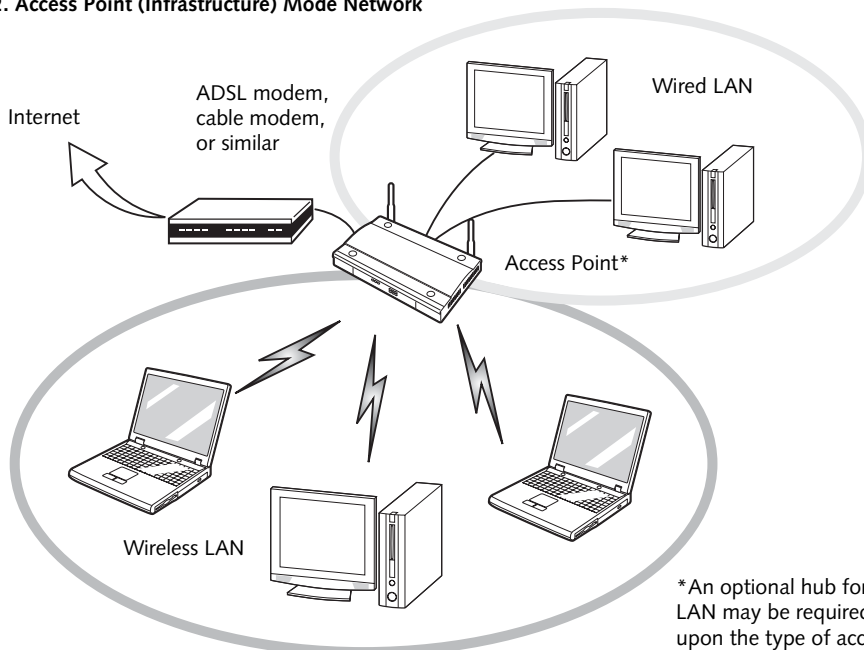 . Access Point (Infrastructure) Mode Network
Internet
ADSL modem,
cable modem,
or similar
Wired LAN
Access Point*
Wireless LAN
*An optional hub for
LAN may be required
upon the type of acc